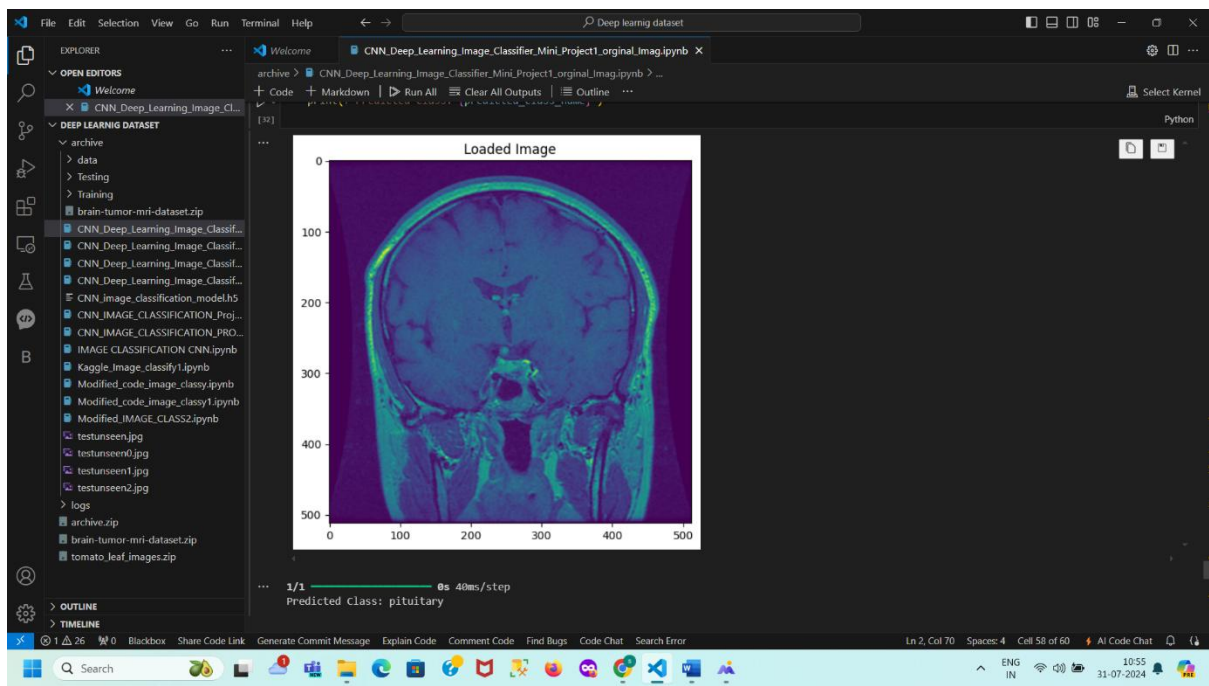 File Edit Selection View Go Run Terminal Help
Deep learnig dataset
EXPLORER
OPEN EDITORS
Welcome
CNN_Deep_Learning_Image_Cl...
DEEP LEARNIG DATASET
archive
data
Testing
Training
brain-tumor-mri-dataset.zip
CNN_Deep_Learning_Image_Classif...
CNN_Deep_Learning_Image_Classif...
CNN_Deep_Learning_Image_Classif...
CNN_Deep_Learning_Image_Classif...
CNN_image_classification_model.h5
CNN_IMAGE_CLASSIFICATION_Proj...
CNN_IMAGE_CLASSIFICATION_PRO...
IMAGE CLASSIFICATION CNN.ipynb
Kaggle_Image_classify1.ipynb
Modified_code_image_classy.ipynb
Modified_code_image_classy1.ipynb
Modified_IMAGE_CLASS2.ipynb
testunseen.jpg
testunseen0.jpg
testunseen1.jpg
testunseen2.jpg
logs
archive.zip
brain-tumor-mri-dataset.zip
tomato_leaf_images.zip
OUTLINE
TIMELINE
Welcome CNN_Deep_Learning_Image_Classifier_Mini_Project1_orginal_Imag.ipynb
archive > CNN_Deep_Learning_Image_Classifier_Mini_Project1_orginal_Imag.ipynb > ...
+ Code + Markdown | Run All Clear All Outputs | Outline ...
Select Kernel
[32]
Python
Loaded Image
0
100
200
300
400
500
0 100 200 300 400 500
1/1 0s 40ms/step
Predicted Class: pituitary
1 26 0 Blackbox Share Code Link Generate Commit Message Explain Code Comment Code Find Bugs Code Chat Search Error
Ln 2, Col 70 Spaces: 4 Cell 58 of 60 AI Code Chat
Search
ENG
IN
10:55
31-07-2024